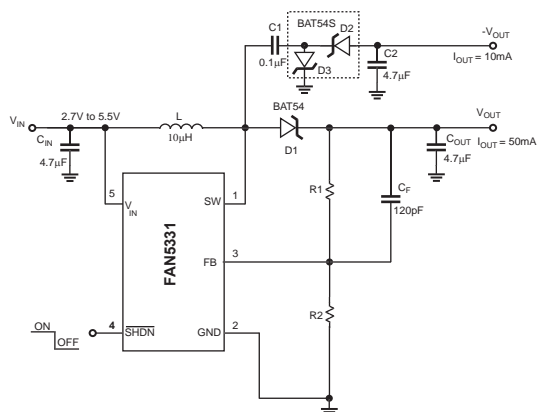 BAT54S
C1
D2
-VOUT
0.1µF
C2
IOUT = 10mA
D3
4.7µF
BAT54
VIN
2.7V to 5.5V
L
VOUT
CIN
10µH
COUT
IOUT = 50mA
4.7µF
D1
4.7µF
5
1
R1
CF
VIN
SW
120pF
FAN5331
3
FB
R2
ON
4
2
SHDN
GND
OFF